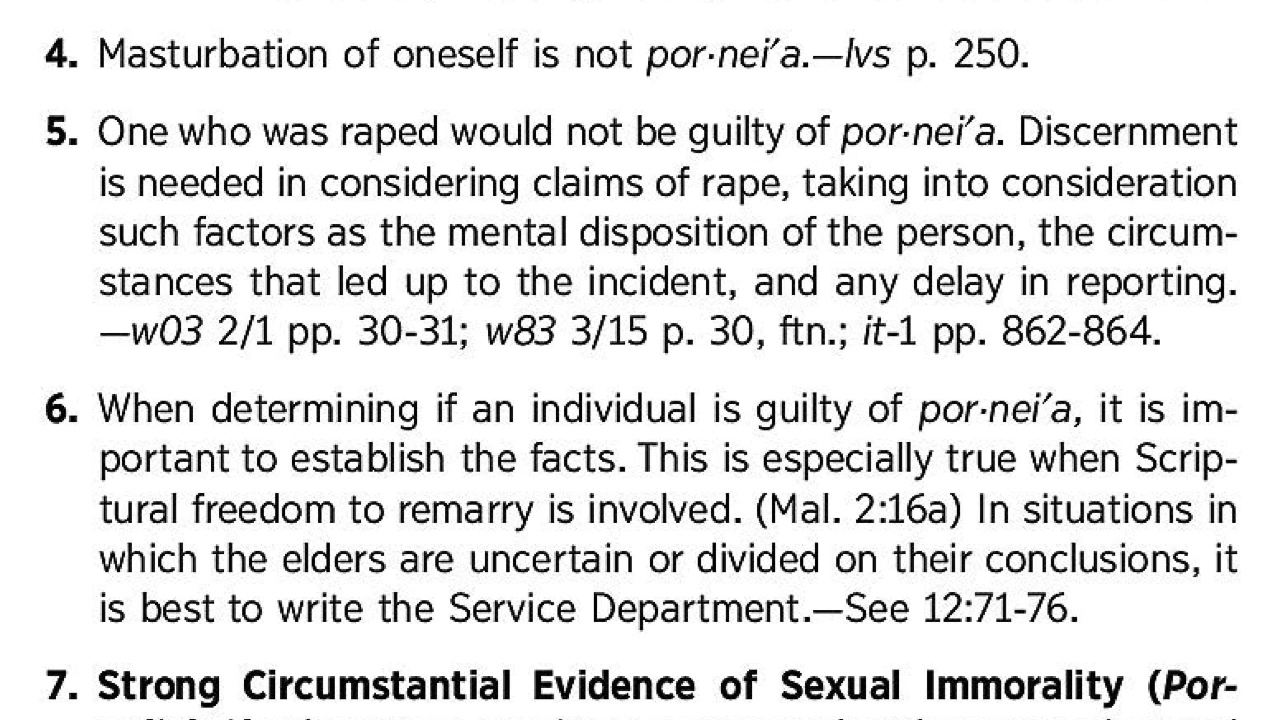 4. Masturbation of oneself is not por·nei′a.—lvs p. 250.
5. One who was raped would not be guilty of por·nei′a. Discernment
is needed in considering claims of rape, taking into consideration
such factors as the mental disposition of the person, the circum-
stances that led up to the incident, and any delay in reporting.
—w03 2/1 pp. 30-31; w83 3/15 p. 30, ftn.; it-1 pp. 862-864.
6. When determining if an individual is guilty of por·nei′a, it is im-
portant to establish the facts. This is especially true when Scrip-
tural freedom to remarry is involved. (Mal. 2:16a) In situations in
which the elders are uncertain or divided on their conclusions, it
is best to write the Service Department.—See 12:71-76.
7. Strong Circumstantial Evidence of Sexual Immorality (Por-